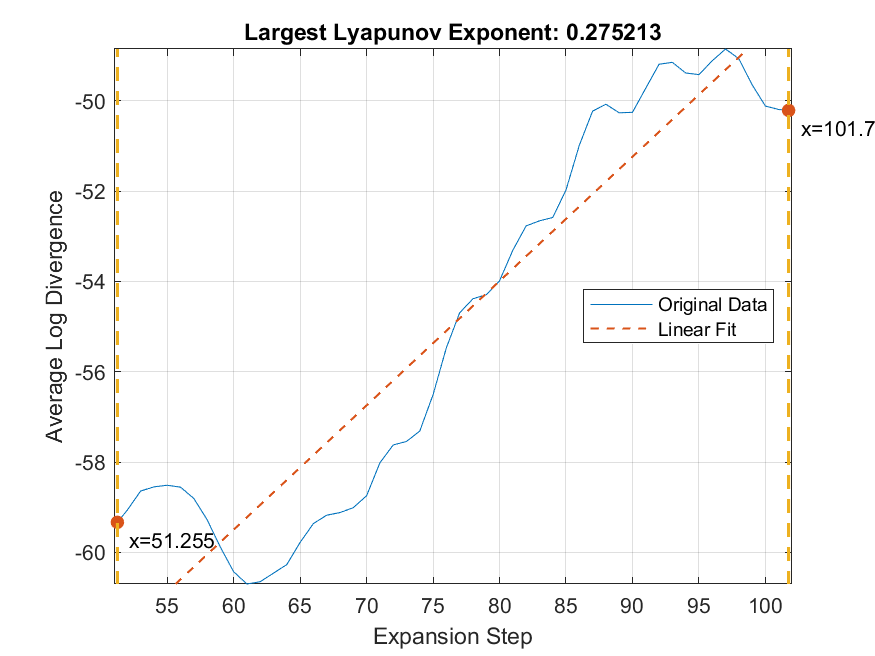 Largest Lyapunov Exponent: 0.275213
Average Log Divergence
-50
-52
-54
-56
-58
-60
x=101.7
x=51.255
Original Data
Linear Fit
55 60 65 70 75 80 85 90 95 100
Expansion Step